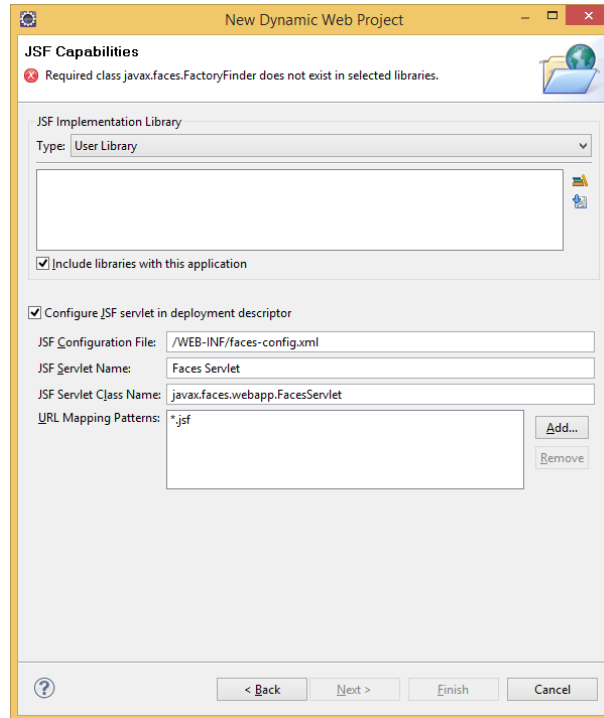 New Dynamic Web Project
JSF Capabilities
Required class javax.faces.FactoryFinder does not exist in selected libraries.
JSF Implementation Library
Type: User Library
Include libraries with this application
Configure JSF servlet in deployment descriptor
JSF Configuration File: /WEB-INF/faces-config.xml
JSF Servlet Name: Faces Servlet
JSF Servlet Class Name: javax.faces.webapp.FacesServlet
URL Mapping Patterns: *.jsf
Add...
Remove
? < Back Next > Finish Cancel